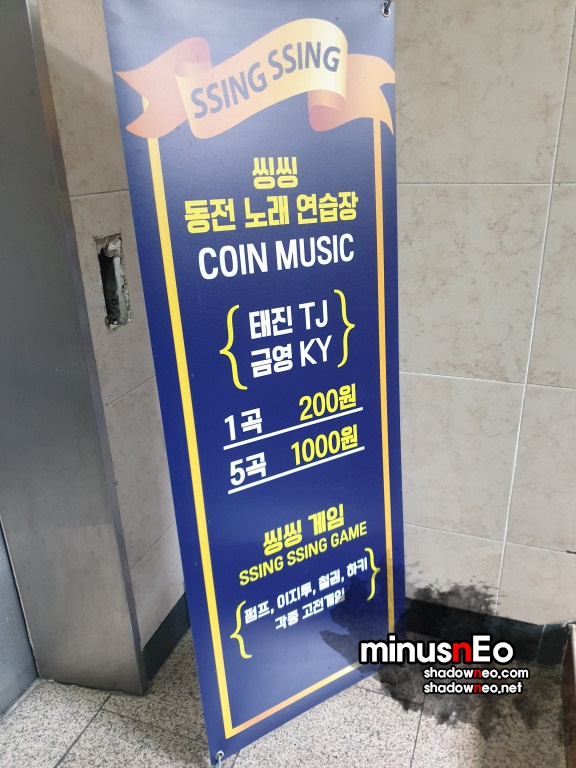 SSING SSING
씽씽
동전 노래 연습장
COIN MUSIC
태진 TJ
금영 KY
1곡 200원
5곡 1000원
씽씽 게임
SSING SSING GAME
펌프, 이지투, 철권, 하키
각종 고전게임
minusnEo
shadowneo.com
shadowneo.net